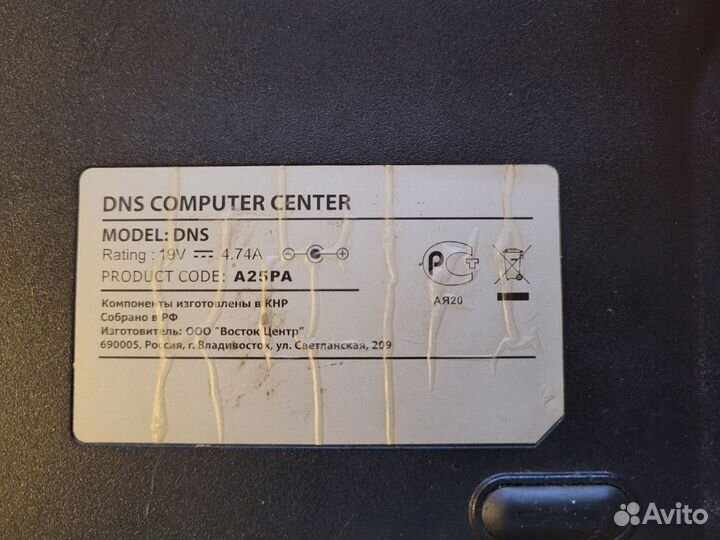 DNS COMPUTER CENTER
MODEL: DNS
Rating : 19V 4.74A
PRODUCT CODE: A25PA
Компоненты изготовлены в КНР
Собрано в РФ
Изготовитель: ООО "Восток Центр"
690005, Россия, г. Владивосток, ул. Светланская, 209
РСТ
АЯ20
Avito